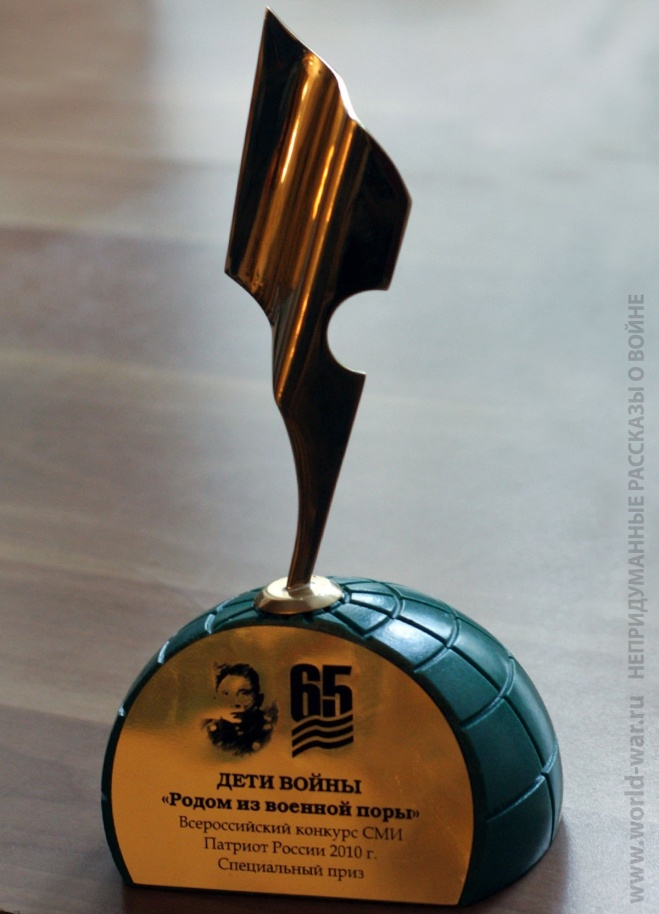 65
ДЕТИ ВОЙНЫ
«Родом из военной поры»
Всероссийский конкурс СМИ
Патриот России 2010 г.
Специальный приз
www.world-war.ru НЕПРИДУМАННЫЕ РАССКАЗЫ О ВОЙНЕ